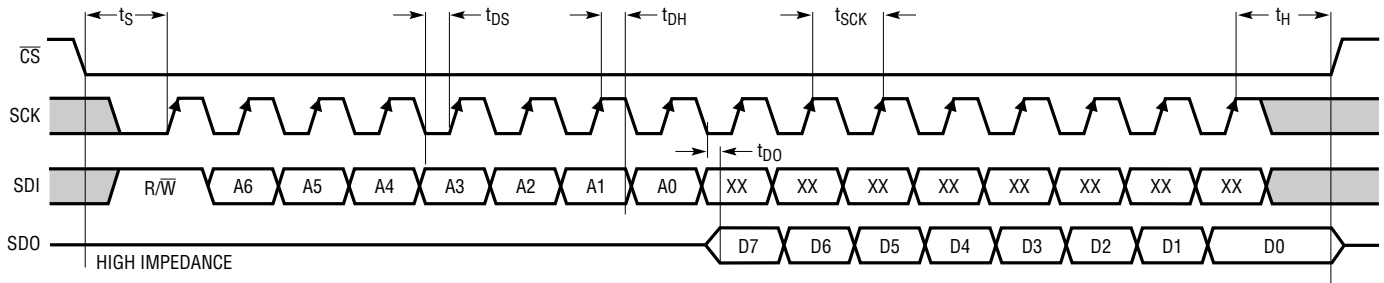 tS tDS tDH tSCK tH
CS
SCK
tDO
SDI R/W A6 A5 A4 A3 A2 A1 A0 XX XX XX XX XX XX XX XX
SDO D7 D6 D5 D4 D3 D2 D1 D0
HIGH IMPEDANCE